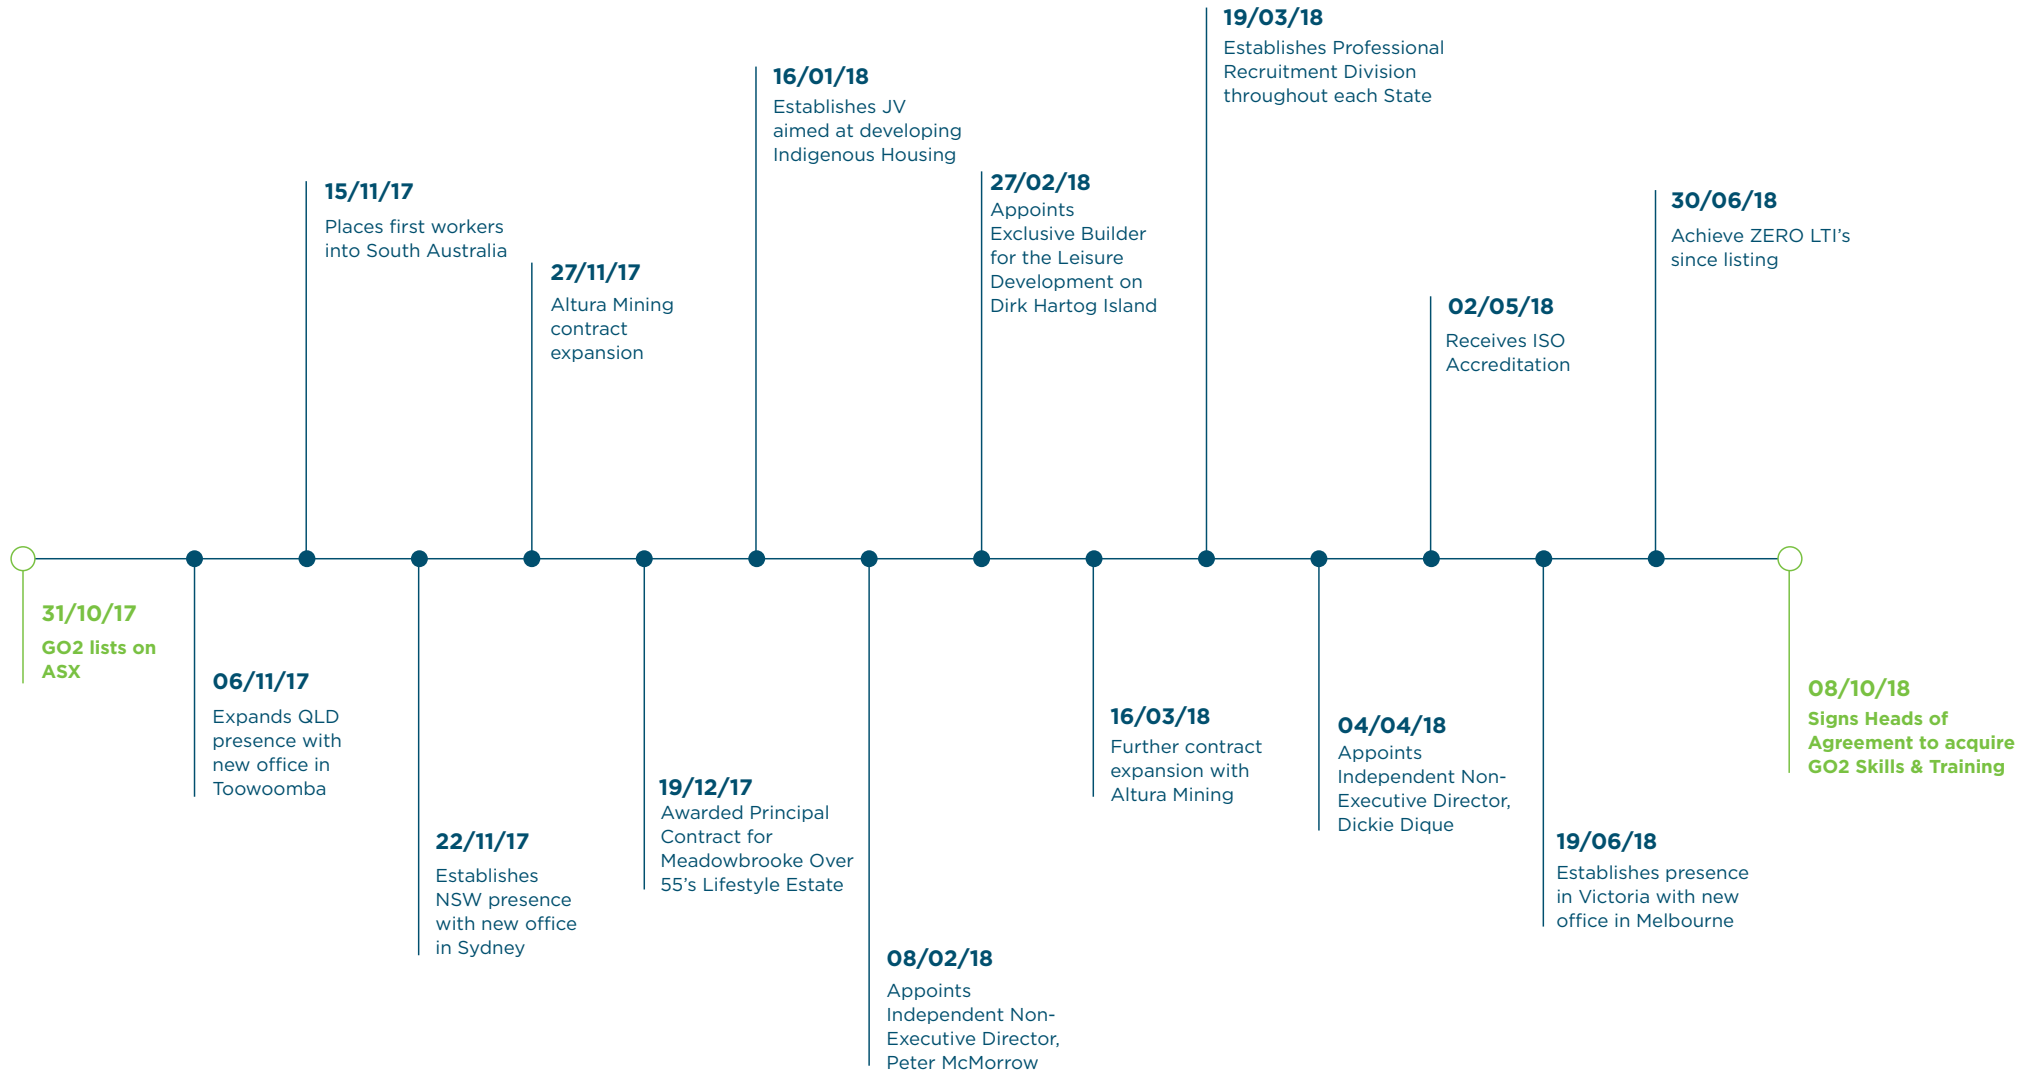 31/10/17
GO2 lists on
ASX
06/11/17
Expands QLD
presence with
new office in
Toowoomba
15/11/17
Places first workers
into South Australia
22/11/17
Establishes
NSW presence
with new office
in Sydney
27/11/17
Altura Mining
contract
expansion
19/12/17
Awarded Principal
Contract for
Meadowbrooke Over
55’s Lifestyle Estate
16/01/18
Establishes JV
aimed at developing
Indigenous Housing
08/02/18
Appoints
Independent Non-
Executive Director,
Peter McMorrow
27/02/18
Appoints
Exclusive Builder
for the Leisure
Development on
Dirk Hartog Island
16/03/18
Further contract
expansion with
Altura Mining
19/03/18
Establishes Professional
Recruitment Division
throughout each State
04/04/18
Appoints
Independent Non-
Executive Director,
Dickie Dique
02/05/18
Receives ISO
Accreditation
19/06/18
Establishes presence
in Victoria with new
office in Melbourne
30/06/18
Achieve ZERO LTI’s
since listing
08/10/18
Signs Heads of
Agreement to acquire
GO2 Skills & Training